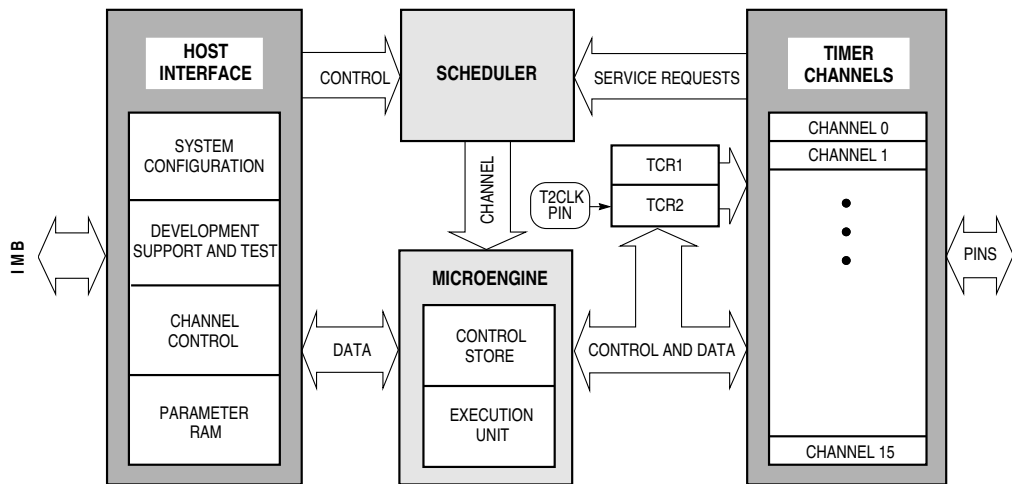 HOST
INTERFACE
SYSTEM
CONFIGURATION
DEVELOPMENT
SUPPORT AND TEST
CHANNEL
CONTROL
PARAMETER
RAM
IMB
CONTROL
SCHEDULER
SERVICE REQUESTS
CHANNEL
TCR1
TCR2
T2CLK
PIN
MICROENGINE
CONTROL
STORE
EXECUTION
UNIT
DATA
CONTROL AND DATA
TIMER
CHANNELS
CHANNEL 0
CHANNEL 1
CHANNEL 15
PINS